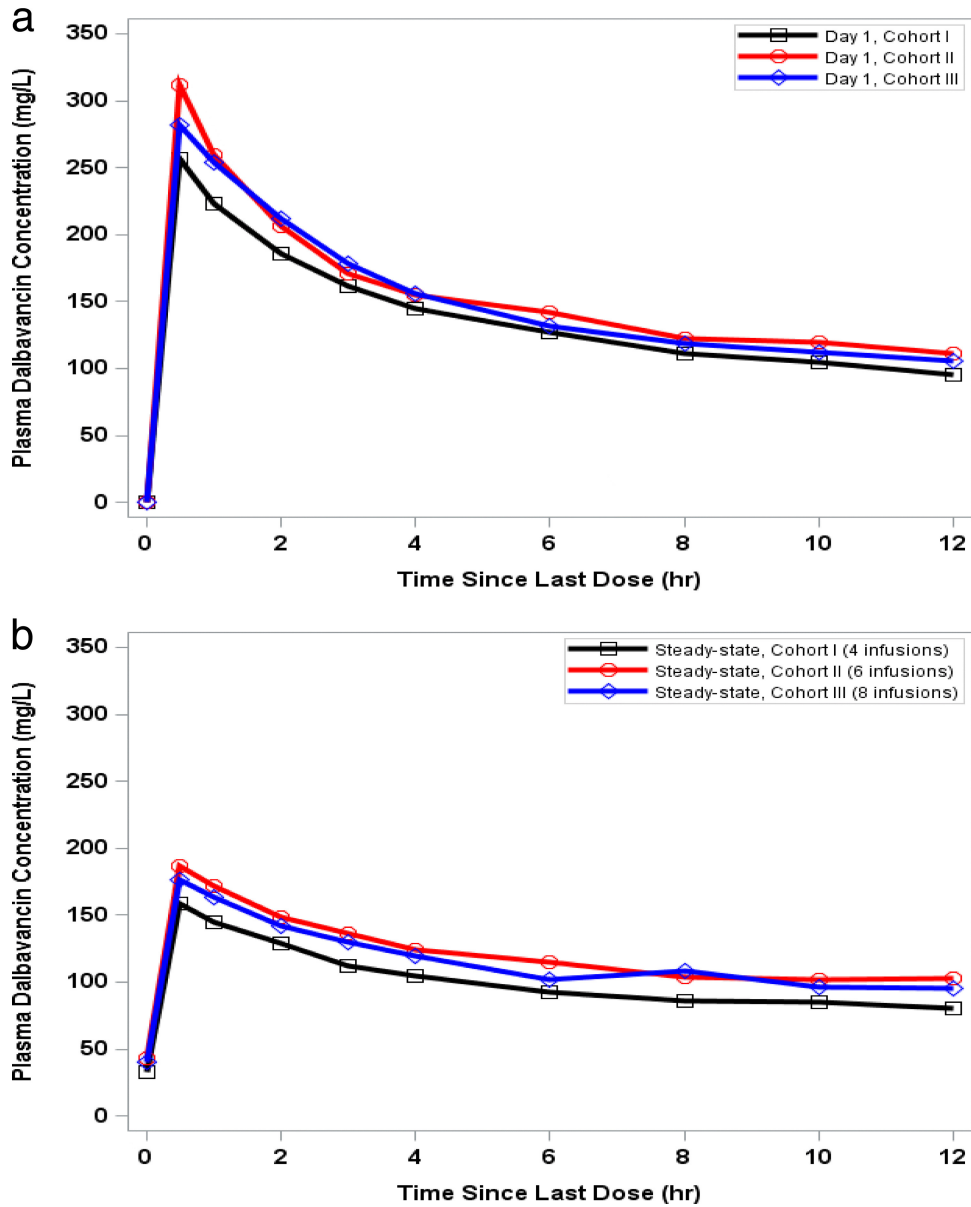 a
350
300
250
200
150
100
50
0
Plasma Dalbavancin Concentration (mg/L)
Day 1, Cohort I
Day 1, Cohort II
Day 1, Cohort III
0 2 4 6 8 10 12
Time Since Last Dose (hr)
b
350
300
250
200
150
100
50
0
Plasma Dalbavancin Concentration (mg/L)
Steady-state, Cohort I (4 infusions)
Steady-state, Cohort II (6 infusions)
Steady-state, Cohort III (8 infusions)
0 2 4 6 8 10 12
Time Since Last Dose (hr)